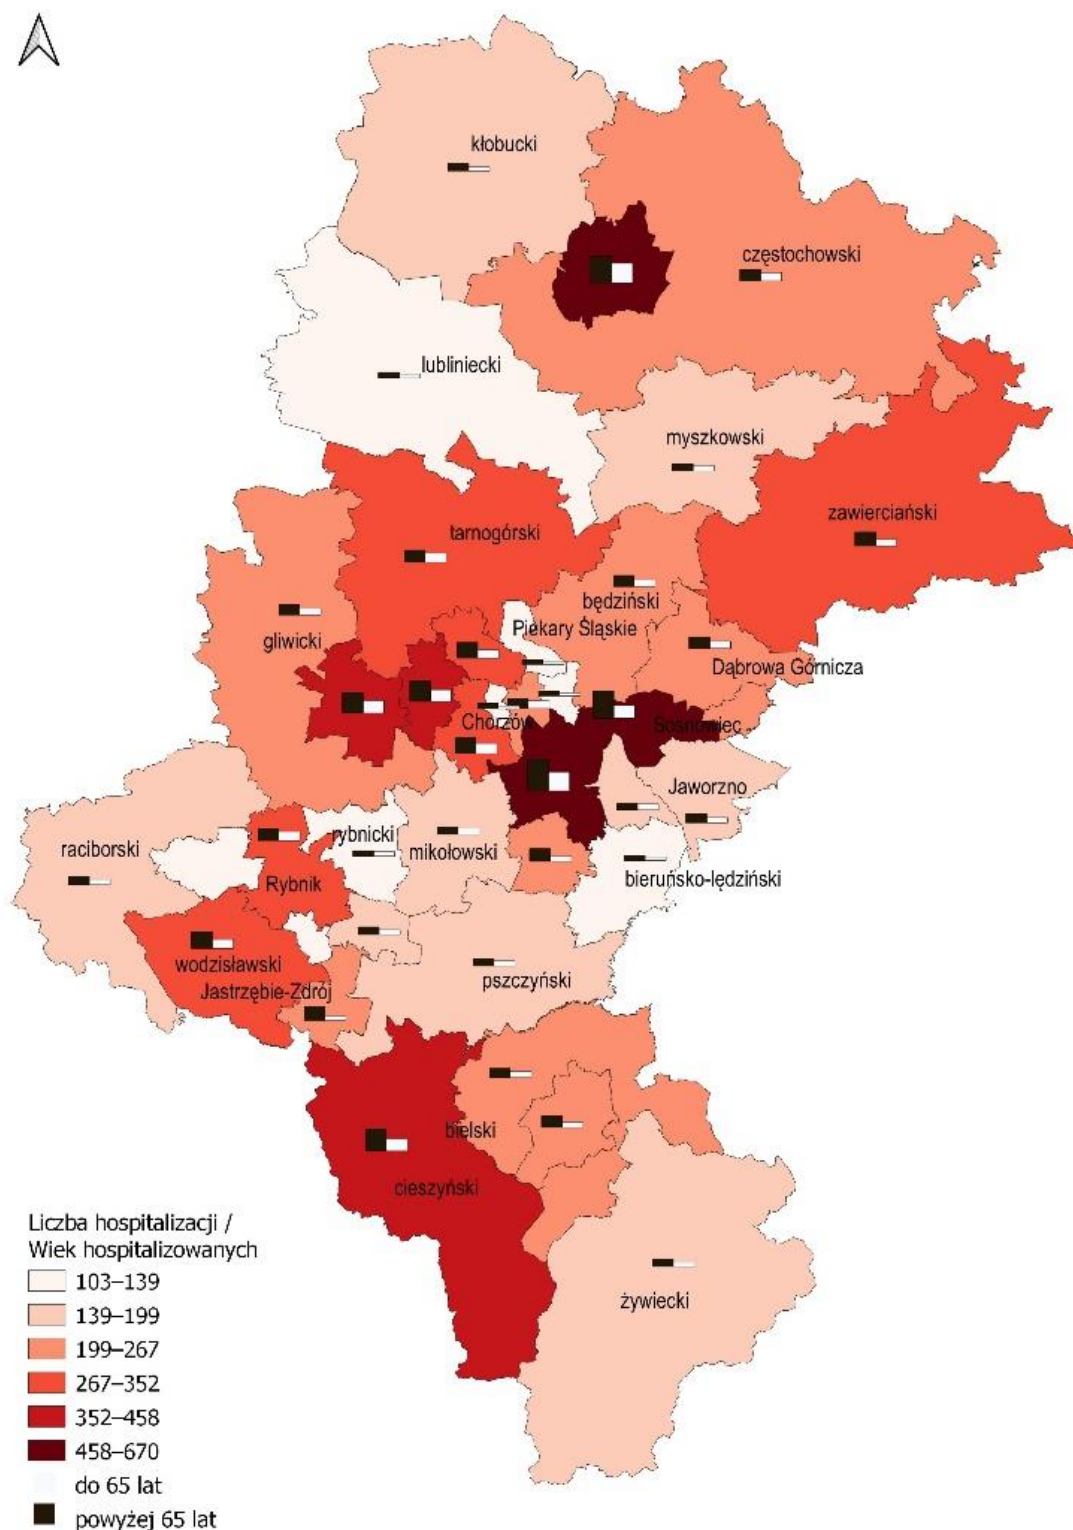 kłobucki
częstochowski
lubliniecki
myszkowski
zawierciański
tarnogórski
będziński
Piekary Śląskie
gliwicki
Dąbrowa Górnicza
Chorzów
Sosnowiec
Jaworzno
rybnicki
raciborski
mikołowski
Rybnik
bieruńsko-lędziński
wodzisławski
pszczyński
Jastrzębie-Zdrój
bielski
cieszyński
żywiecki
Liczba hospitalizacji /
Wiek hospitalizowanych
103–139
139–199
199–267
267–352
352–458
458–670
do 65 lat
powyżej 65 lat